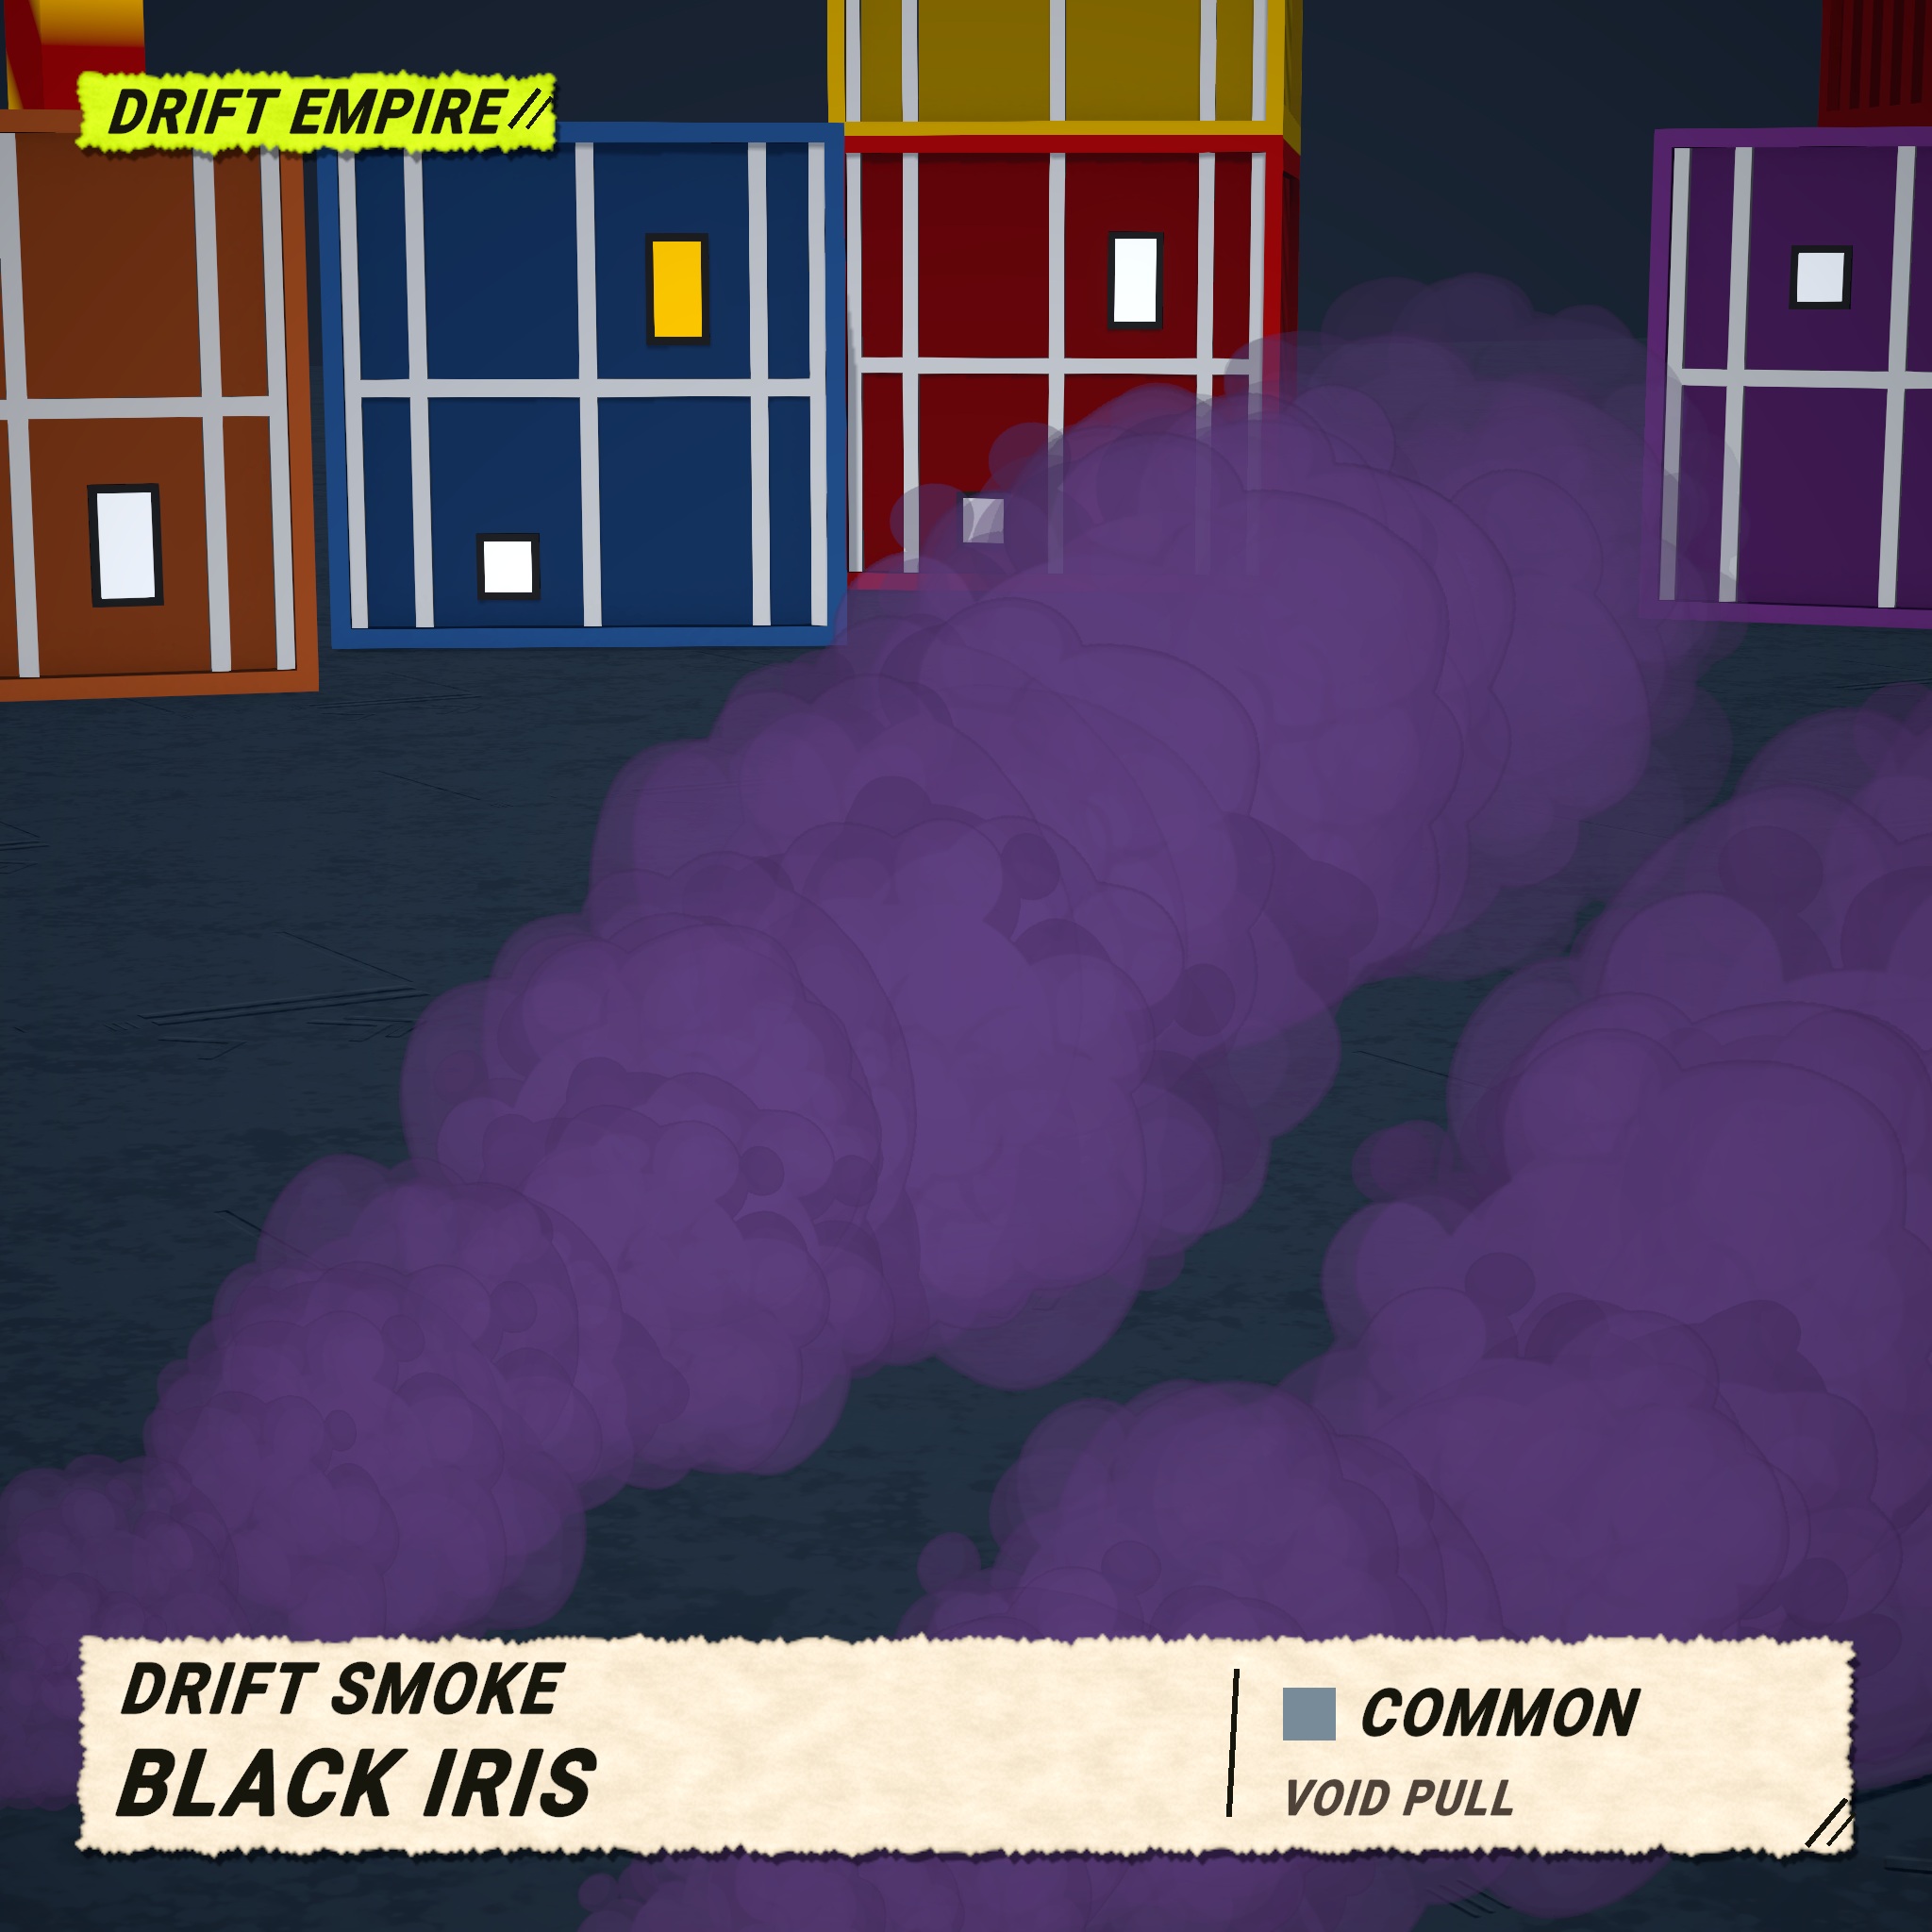 DRIFT EMPIRE//
DRIFT SMOKE
BLACK IRIS
COMMON
VOID PULL